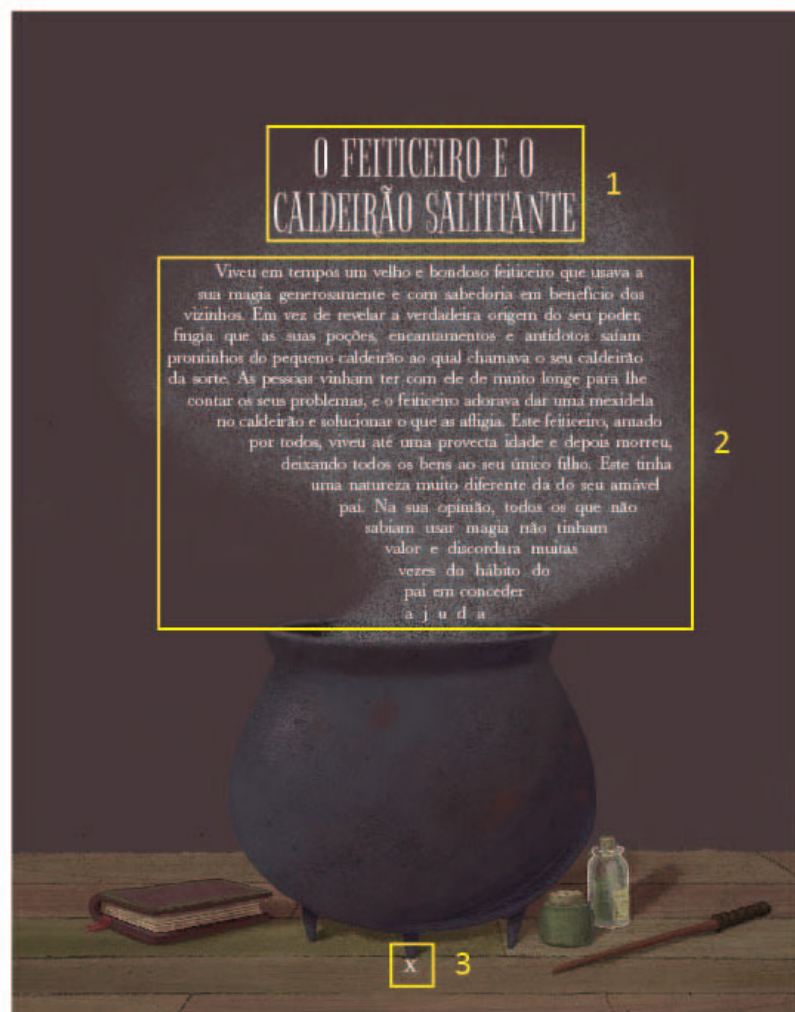 O FEITICEIRO E O
CALDEIRÃO SALTITANTE
1
Viveu em tempos um velho e bondoso feiticeiro que usava a
sua magia generosamente e com sabedoria em benefício dos
vizinhos. Em vez de revelar a verdadeira origem do seu poder,
fingia que as suas poções, encantamentos e antídotos saíam
prontinhos do pequeno caldeirão ao qual chamava o seu caldeirão
da sorte. As pessoas vinham ter com ele de muito longe para lhe
contar os seus problemas, e o feiticeiro adorava dar uma mexidela
no caldeirão e solucionar o que as afligia. Este feiticeiro, amado
por todos, viveu até uma provecta idade e depois morreu,
deixando todos os bens ao seu único filho. Este tinha
uma natureza muito diferente da do seu amável
pai. Na sua opinião, todos os que não
sabiam usar magia não tinham
valor e discordara muitas
vezes do hábito do
pai em conceder
a j u d a
2
x
3